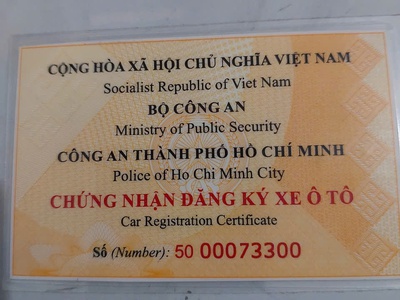 CỘNG HÒA XÃ HỘI CHỦ NGHĨA VIỆT NAM
Socialist Republic of Viet Nam
BỘ CÔNG AN
Ministry of Public Security
CÔNG AN THÀNH PHỐ HỒ CHÍ MINH
Police of Ho Chi Minh City
CHỨNG NHẬN ĐĂNG KÝ XE Ô TÔ
Car Registration Certificate
Số (Number): 50 00073300